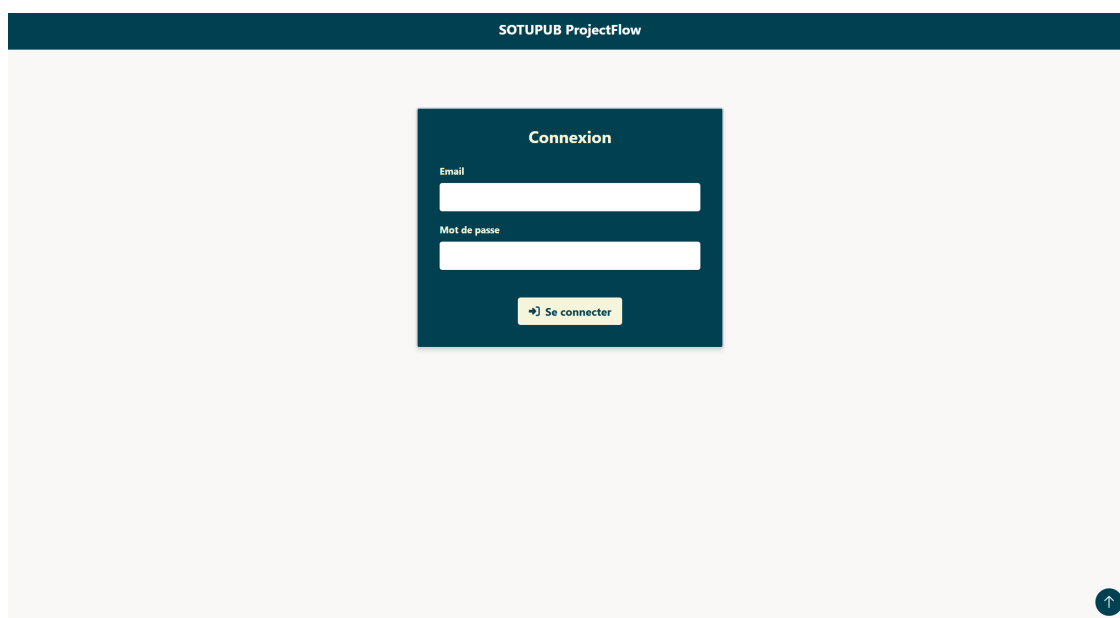 SOTUPUB ProjectFlow
Connexion
Email
Mot de passe
Se connecter